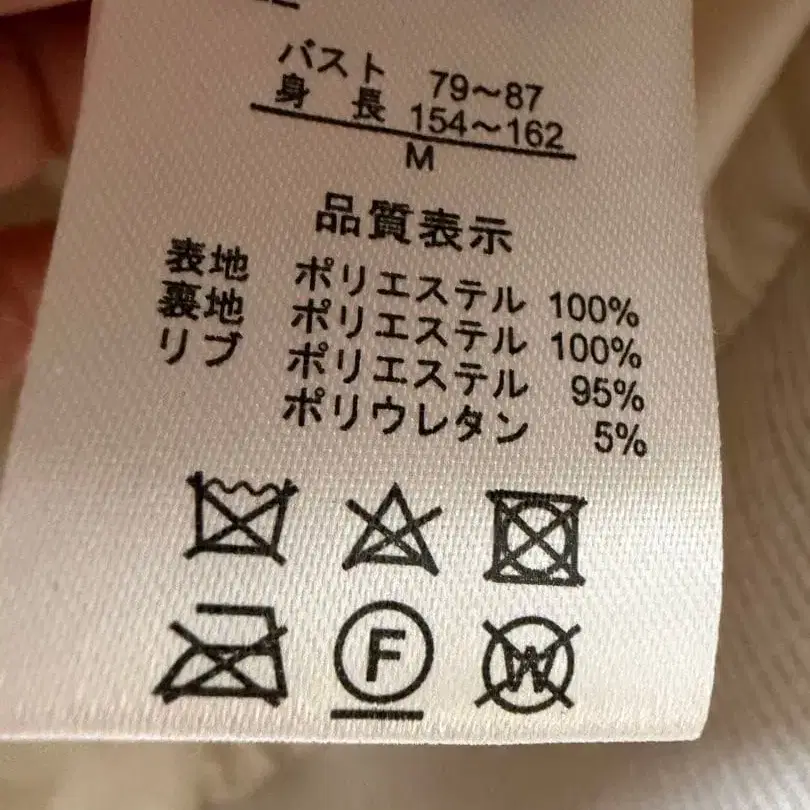 バスト 79〜87
身 長 154〜162
M
品質表示
表地 ポリエステル 100%
裏地 ポリエステル 100%
リブ ポリエステル 95%
ポリウレタン 5%
F
W